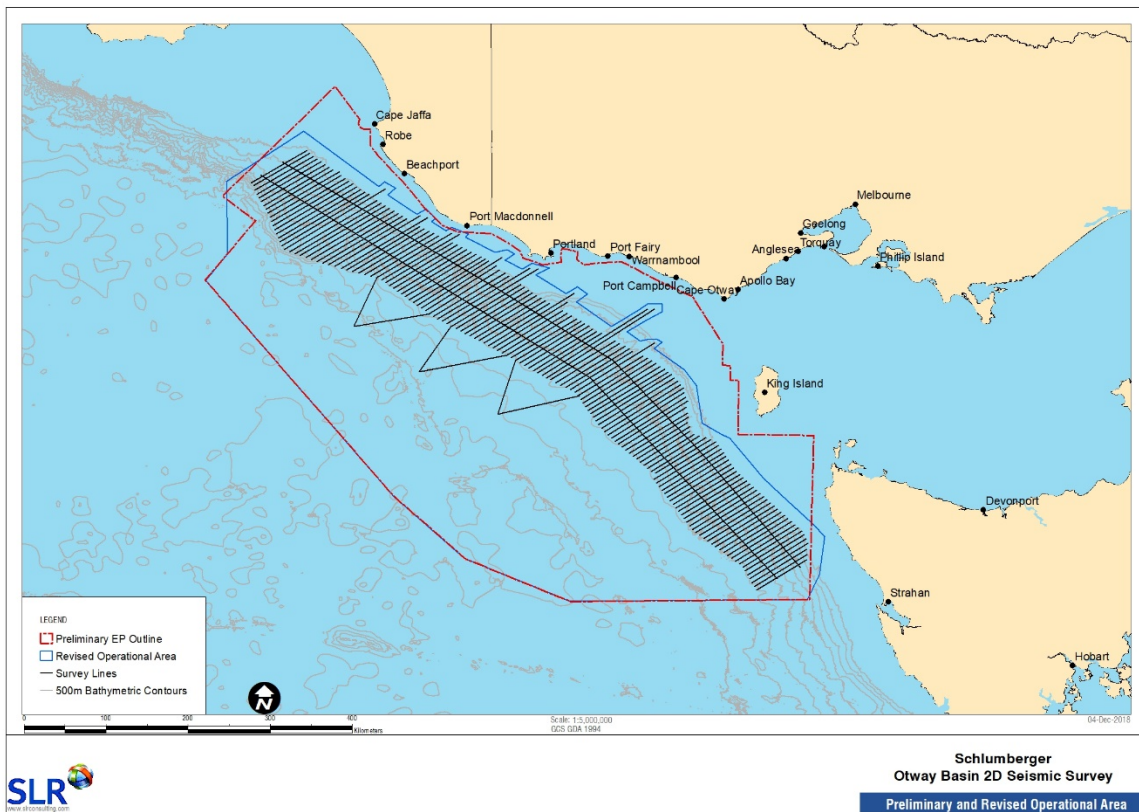 Cape Jaffa
Robe
Beachport
Port Macdonnell
Portland
Port Fairy
Warrnambool
Port Campbell
Cape Otway
Apollo Bay
Anglesea
Torquay
Geelong
Melbourne
Phillip Island
King Island
Devonport
Strahan
Hobart
LEGEND
Preliminary EP Outline
Revised Operational Area
Survey Lines
500m Bathymetric Contours
N
0 100 200 300 400
Kilometers
Scale: 1:5,000,000
GCS GDA 1994
04-Dec-2018
SLR
www.slrconsulting.com
Schlumberger
Otway Basin 2D Seismic Survey
Preliminary and Revised Operational Area